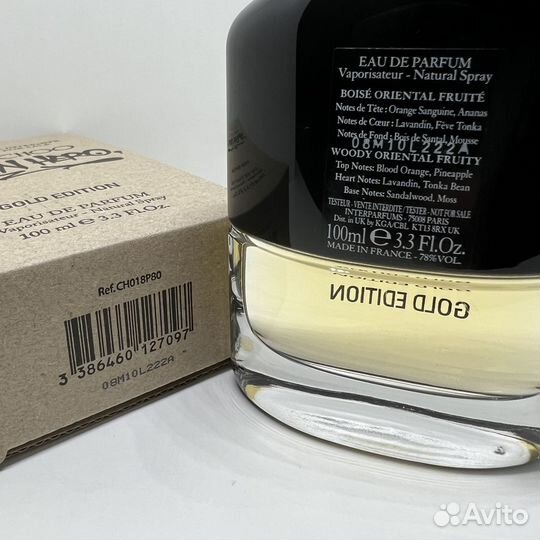 GOLD EDITION
EAU DE PARFUM
Vaporisateur - Natural Spray
100 ml e 3.3 FLOz.
Ref.CH018P80
3 386460 127097
08M10L222A
EAU DE PARFUM
Vaporisateur - Natural Spray
BOISÉ ORIENTAL FRUITÉ
Notes de Tête : Orange Sanguine, Ananas
Notes de Cœur : Lavandin, Fève Tonka
Notes de Fond : Bois de Santal, Mousse
08M10L222A
WOODY ORIENTAL FRUITY
Top Notes: Blood Orange, Pineapple
Heart Notes: Lavandin, Tonka Bean
Base Notes: Sandalwood, Moss
TESTEUR - VENTE INTERDITE / TESTER - NOT FOR SALE
INTERPARFUMS - 75008 PARIS
Dist. in UK by KGA/CBL KT13 8RX UK
100ml e 3.3 Fl.Oz.
MADE IN FRANCE - 78% VOL.
GOLD EDITION
Avito